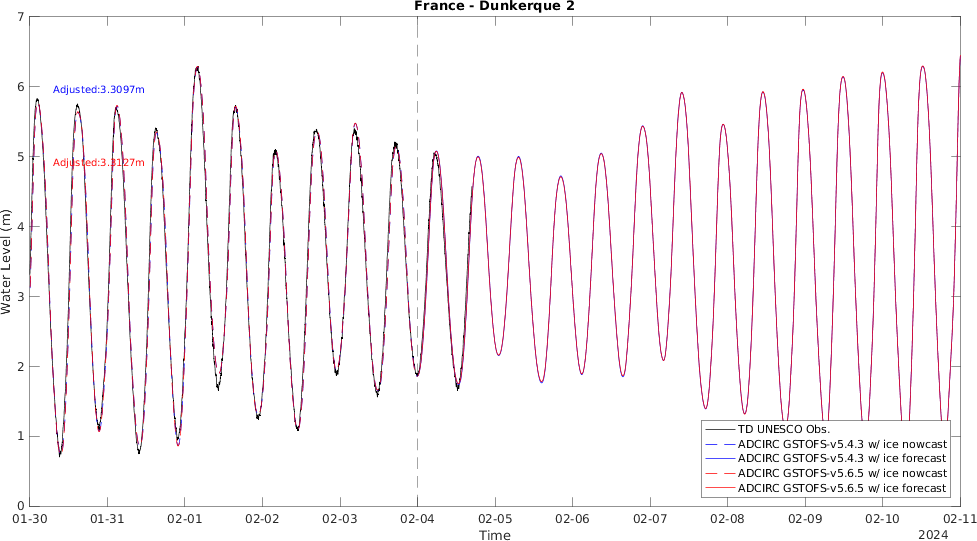 France - Dunkerque 2
7
6
5
4
3
2
1
0
Water Level (m)
Adjusted:3.3097m
Adjusted:3.3127m
TD UNESCO Obs.
ADCIRC GSTOFS-v5.4.3 w/ ice nowcast
ADCIRC GSTOFS-v5.4.3 w/ ice forecast
ADCIRC GSTOFS-v5.6.5 w/ ice nowcast
ADCIRC GSTOFS-v5.6.5 w/ ice forecast
01-30 01-31 02-01 02-02 02-03 02-04 02-05 02-06 02-07 02-08 02-09 02-10 02-11
Time
2024